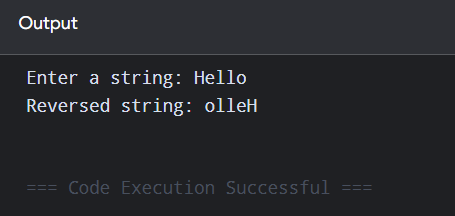 Output
Enter a string: Hello
Reversed string: olleH
=== Code Execution Successful ===